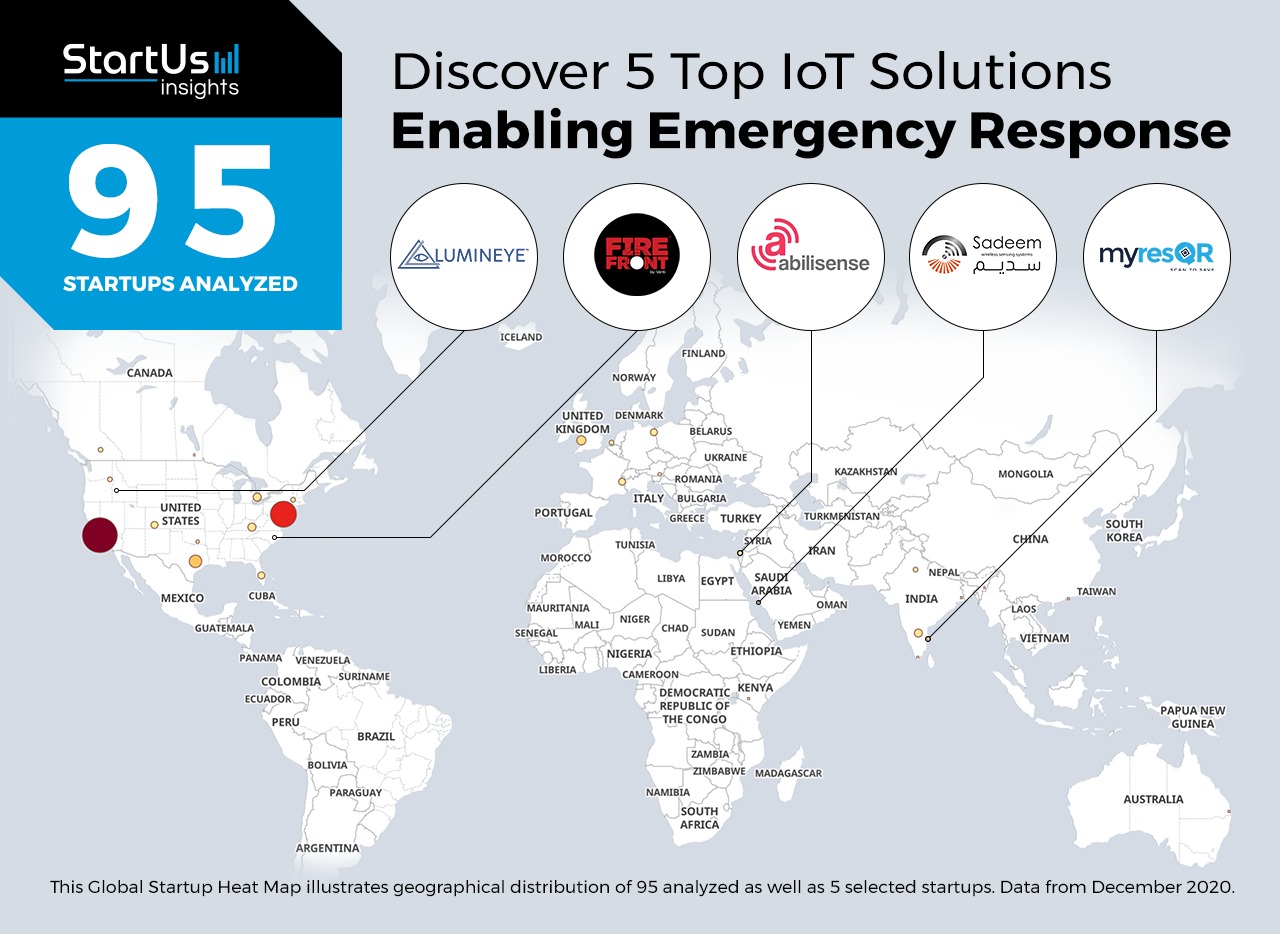 StartUs
insights
95
STARTUPS ANALYZED
Discover 5 Top IoT Solutions
Enabling Emergency Response
LUMINEYE™
FIRE
FRONT
by Vanti
abilisense
Sadeem
wireless sensing systems
سديم
myresQR
SCAN TO SAVE
ICELAND
CANADA
FINLAND
NORWAY
UNITED
KINGDOM
DENMARK
BELARUS
UKRAINE
KAZAKHSTAN
MONGOLIA
ROMANIA
ITALY
BULGARIA
UNITED
STATES
PORTUGAL
GREECE
TURKEY
TURKMENISTAN
SOUTH
KOREA
SYRIA
CHINA
TUNISIA
IRAN
MOROCCO
LIBYA
EGYPT
SAUDI
ARABIA
NEPAL
TAIWAN
MEXICO
CUBA
INDIA
OMAN
MAURITANIA
LAOS
MALI
NIGER
CHAD
SUDAN
YEMEN
GUATEMALA
SENEGAL
VIETNAM
NIGERIA
ETHIOPIA
PANAMA
VENEZUELA
LIBERIA
CAMEROON
SURINAME
COLOMBIA
KENYA
ECUADOR
DEMOCRATIC
REPUBLIC OF
THE CONGO
PAPUA NEW
GUINEA
PERU
BRAZIL
ZAMBIA
BOLIVIA
ZIMBABWE
MADAGASCAR
PARAGUAY
NAMIBIA
AUSTRALIA
SOUTH
AFRICA
ARGENTINA
This Global Startup Heat Map illustrates geographical distribution of 95 analyzed as well as 5 selected startups. Data from December 2020.